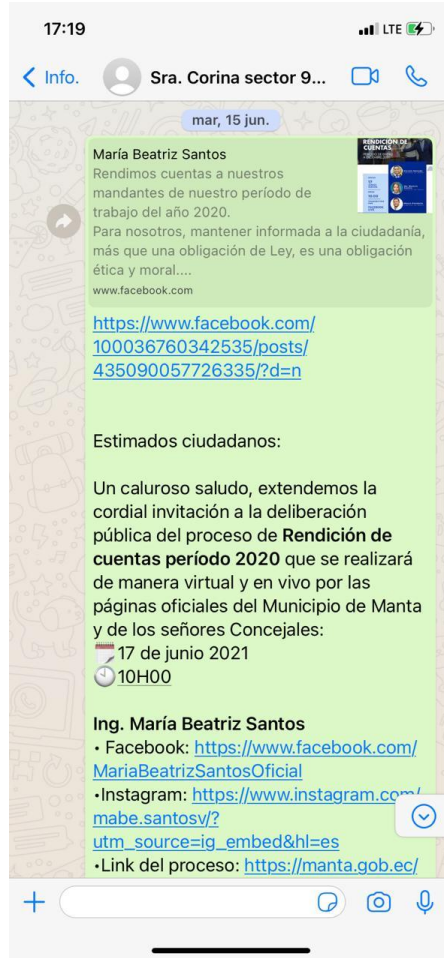 17:19
LTE
Info.
Sra. Corina sector 9...
mar, 15 jun.
María Beatriz Santos
Rendimos cuentas a nuestros
mandantes de nuestro período de
trabajo del año 2020.
Para nosotros, mantener informada a la ciudadanía,
más que una obligación de Ley, es una obligación
ética y moral....
www.facebook.com
RENDICIÓN DE
CUENTAS
https://www.facebook.com/
100036760342535/posts/
435090057726335/?d=n
Estimados ciudadanos:
Un caluroso saludo, extendemos la
cordial invitación a la deliberación
pública del proceso de Rendición de
cuentas período 2020 que se realizará
de manera virtual y en vivo por las
páginas oficiales del Municipio de Manta
y de los señores Concejales:
17 de junio 2021
10H00
Ing. María Beatriz Santos
• Facebook: https://www.facebook.com/
MariaBeatrizSantosOficial
•Instagram: https://www.instagram.com/
mabe.santosv/?
utm_source=ig_embed&hl=es
•Link del proceso: https://manta.gob.ec/